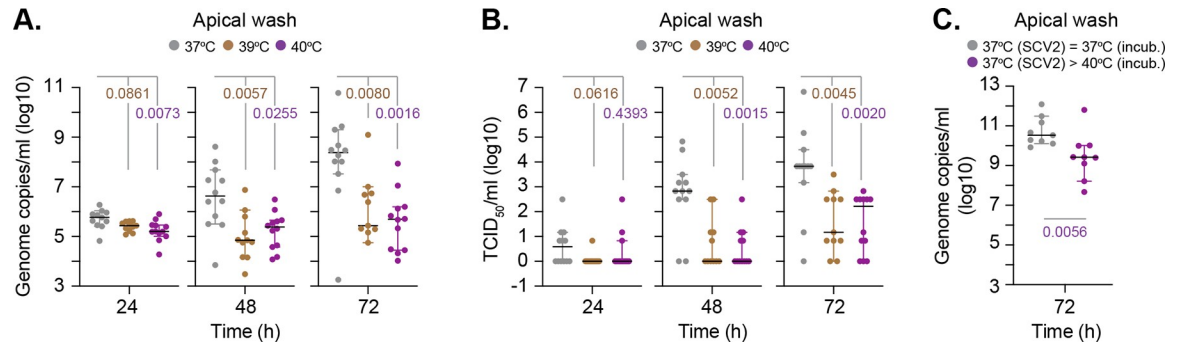 A.
Apical wash
37ºC 39ºC 40ºC
Genome copies/ml (log10)
11
9
7
5
3
0.0861
0.0073
0.0057
0.0255
0.0080
0.0016
24 48 72
Time (h)
B.
Apical wash
37ºC 39ºC 40ºC
TCID50/ml (log10)
7
6
5
4
3
2
1
0
-1
0.0616
0.4393
0.0052
0.0015
0.0045
0.0020
24 48 72
Time (h)
C.
Apical wash
37ºC (SCV2) = 37ºC (incub.)
37ºC (SCV2) > 40ºC (incub.)
Genome copies/ml
(log10)
13
11
9
7
5
3
0.0056
72
Time (h)